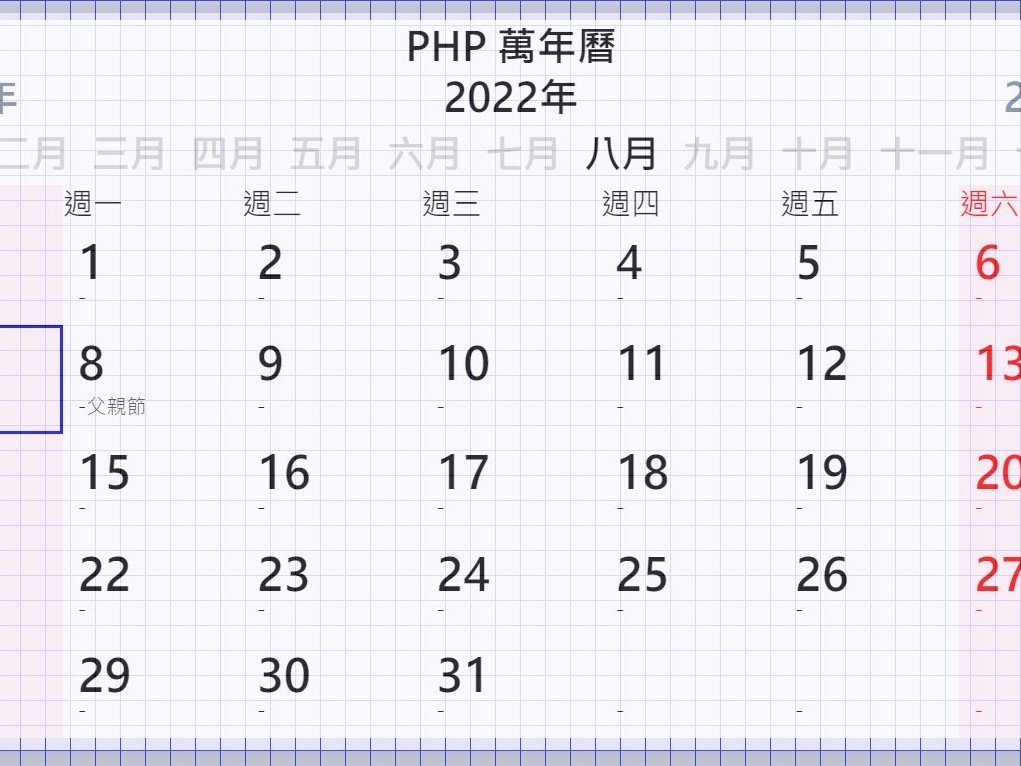 PHP 萬年曆
年 2022年 2
二月 三月 四月 五月 六月 七月 八月 九月 十月 十一月
週一 週二 週三 週四 週五 週六
1 2 3 4 5 6
- - - - - -
8 9 10 11 12 13
-父親節 - - - - -
15 16 17 18 19 20
- - - - - -
22 23 24 25 26 27
- - - - - -
29 30 31
- - - - - -